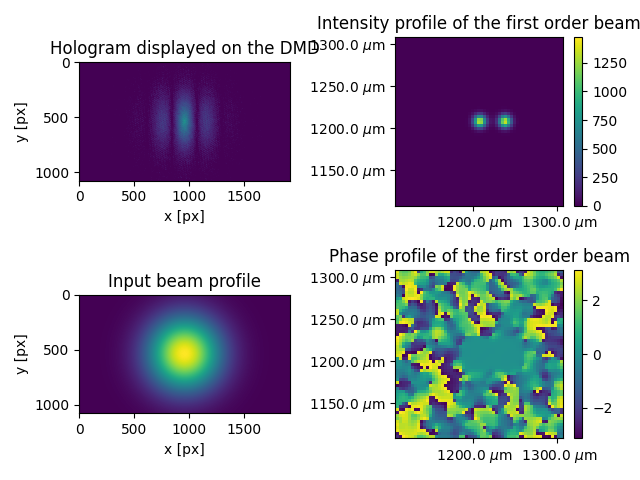 Hologram displayed on the DMD
0
500
1000
y [px]
0 500 1000 1500
x [px]
Intensity profile of the first order beam
1300.0 μm
1250.0 μm
1200.0 μm
1150.0 μm
1200.0 μm 1300.0 μm
1250
1000
750
500
250
0
Input beam profile
0
500
1000
y [px]
0 500 1000 1500
x [px]
Phase profile of the first order beam
1300.0 μm
1250.0 μm
1200.0 μm
1150.0 μm
1200.0 μm 1300.0 μm
2
0
−2